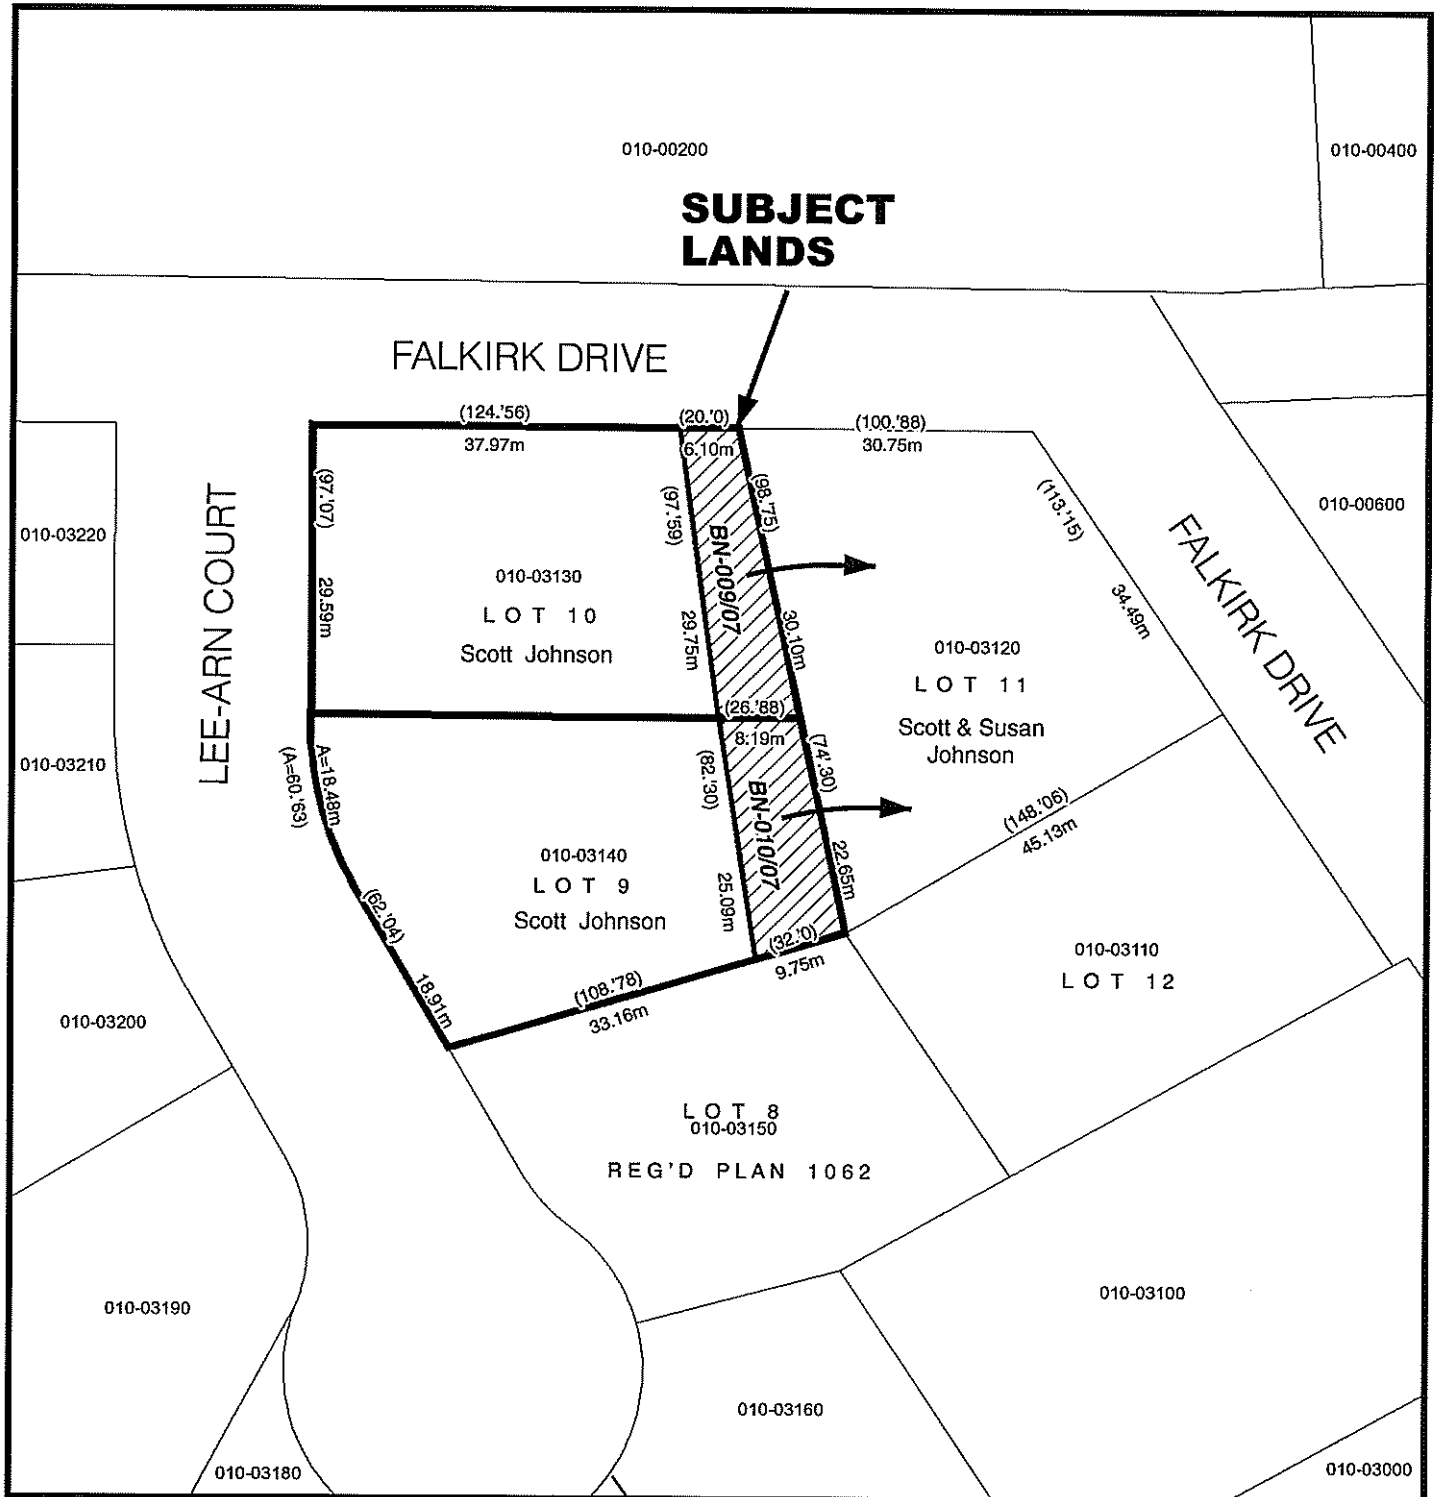 010-00200
010-00400
SUBJECT
LANDS
FALKIRK DRIVE
(124.'56)
37.97m
(20.'0)
6.10m
(100.'88)
30.75m
(97.'07)
29.59m
(97.'59)
29.75m
(98.'75)
30.10m
BN-009/07
(113.'15)
34.49m
010-00600
FALKIRK DRIVE
010-03220
LEE-ARN COURT
010-03130
LOT 10
Scott Johnson
010-03120
LOT 11
Scott & Susan
Johnson
(26.'88)
8.19m
010-03210
(A=60.'63)
A=18.48m
(82.'30)
25.09m
BN-010/07
(74.'30)
22.65m
(148.'06)
45.13m
010-03140
LOT 9
Scott Johnson
(62.'04)
18.91m
(108.'78)
33.16m
(32.'0)
9.75m
010-03110
LOT 12
010-03200
LOT 8
010-03150
REG'D PLAN 1062
010-03190
010-03100
010-03160
010-03180
010-03000